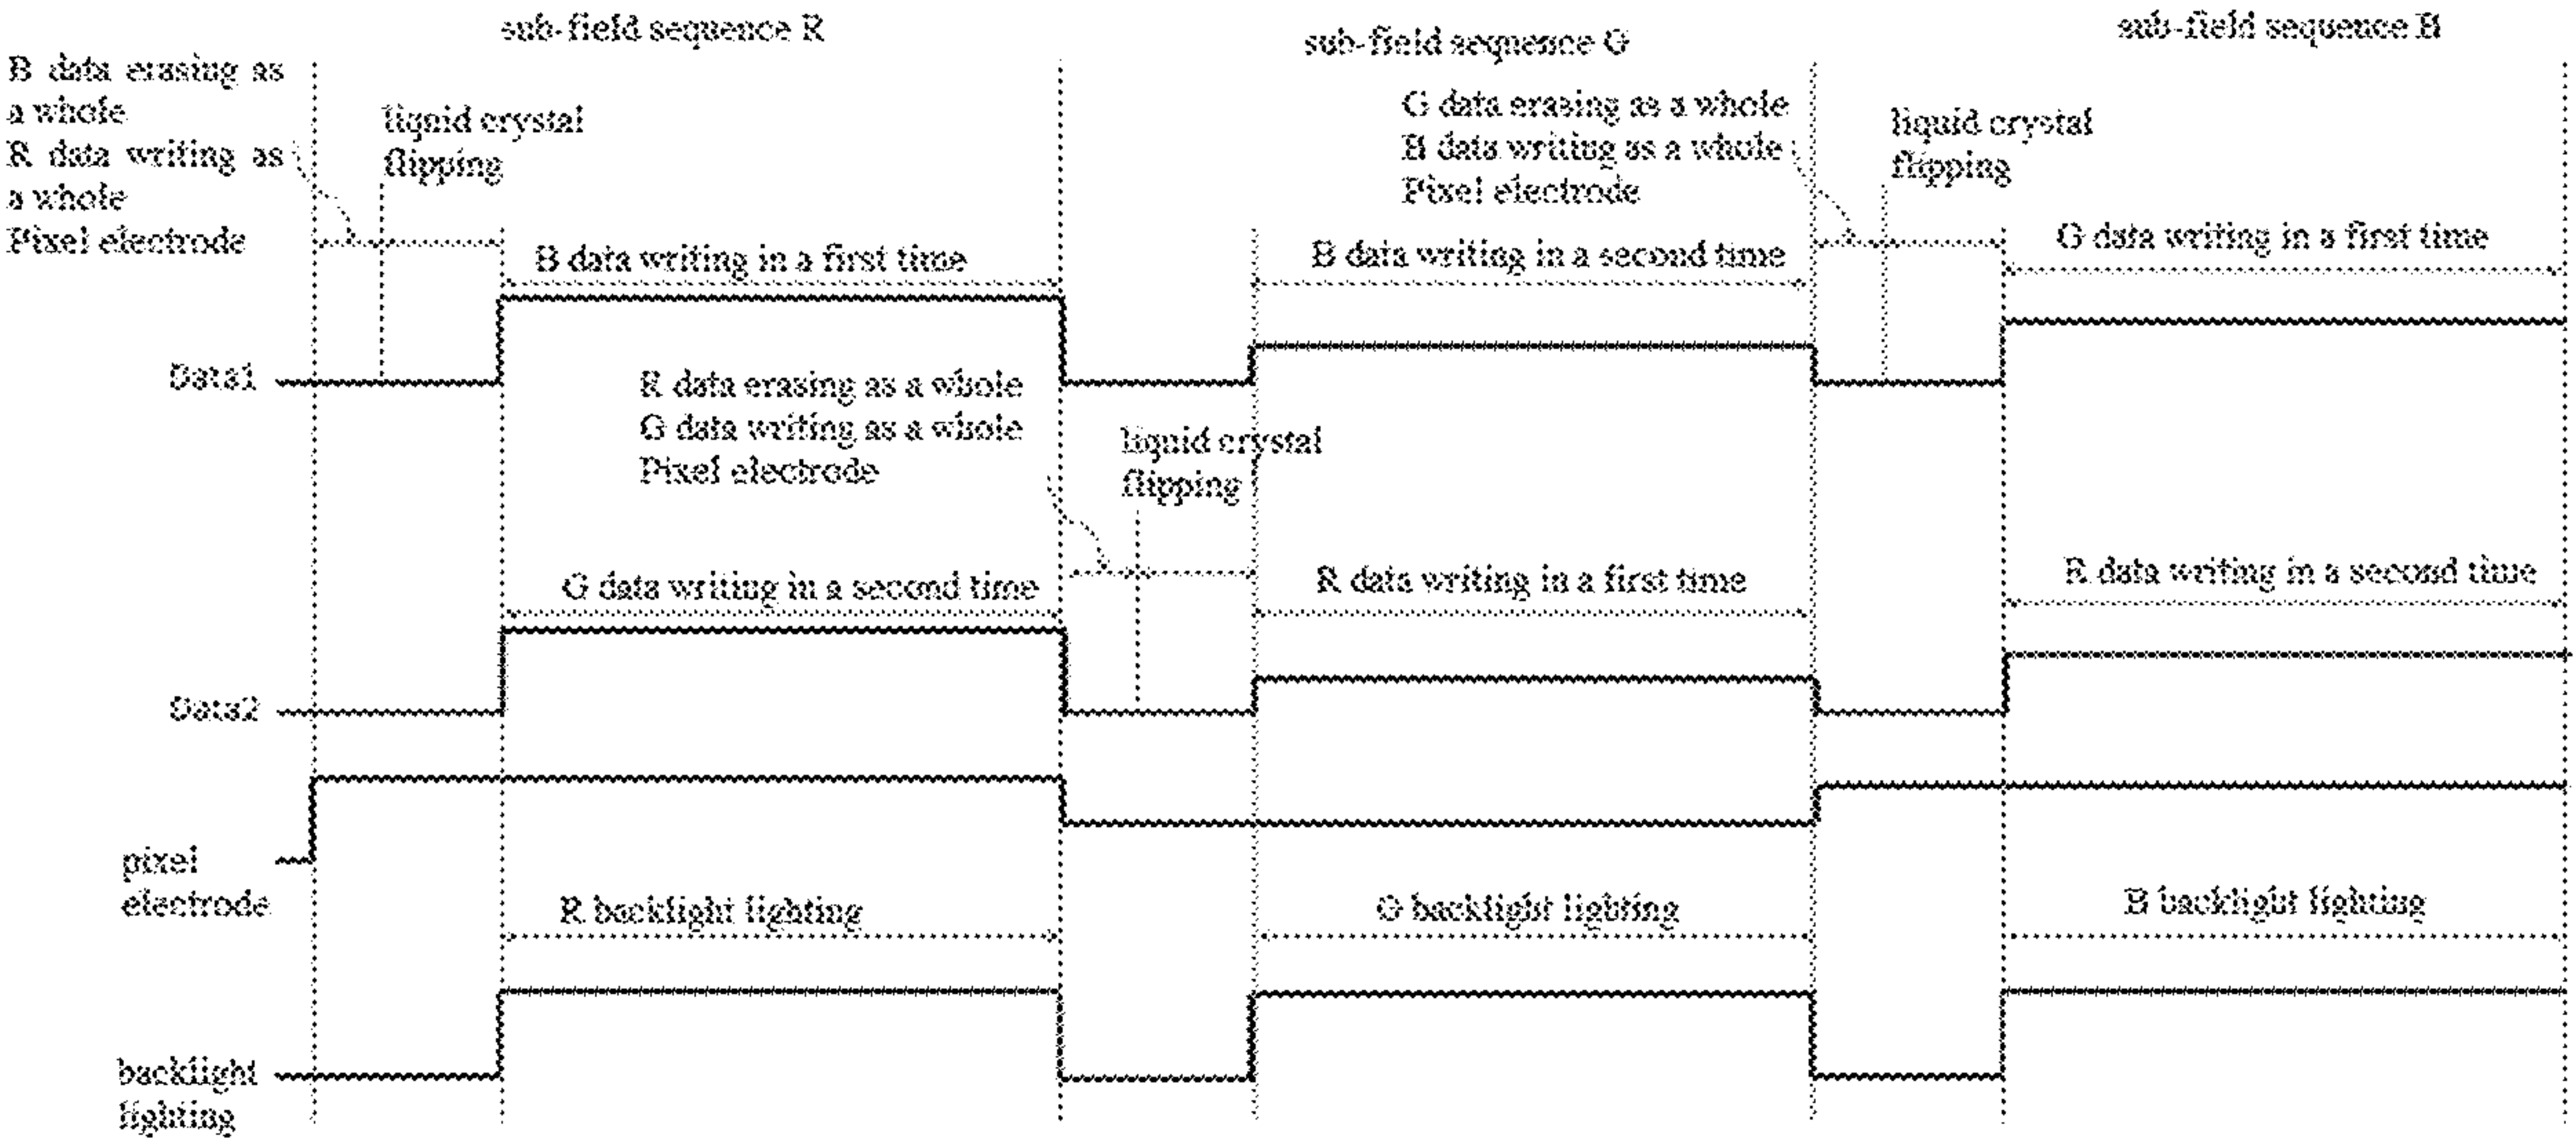 sub-field sequence R
sub-field sequence G
sub-field sequence B
B data erasing as
a whole
R data writing as
a whole
Pixel electrode
liquid crystal
flipping
G data erasing as a whole
B data writing as a whole
Pixel electrode
liquid crystal
flipping
B data writing in a first time
B data writing in a second time
G data writing in a first time
Data1
R data erasing as a whole
G data writing as a whole
Pixel electrode
liquid crystal
flipping
G data writing in a second time
R data writing in a first time
R data writing in a second time
Data2
pixel
electrode
R backlight lighting
G backlight lighting
B backlight lighting
backlight
lighting